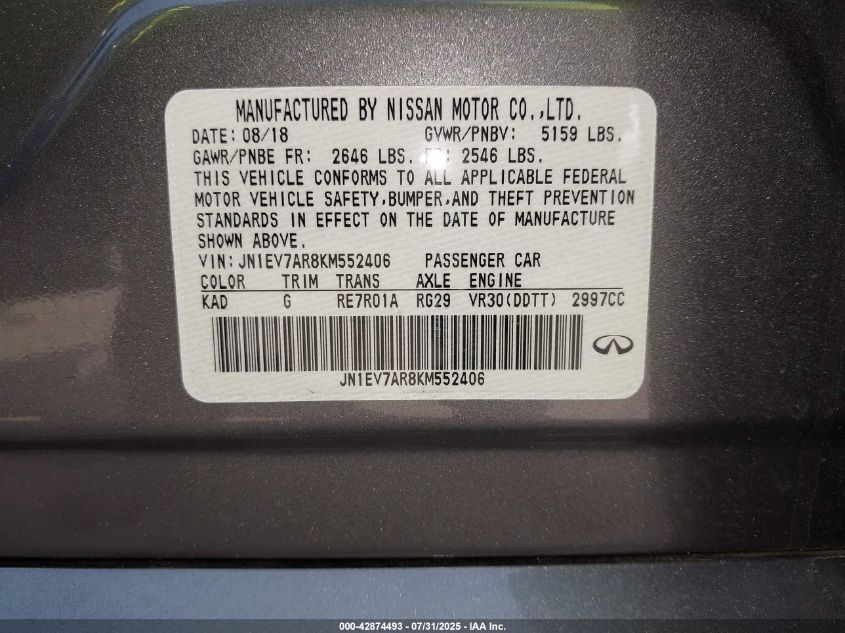 MANUFACTURED BY NISSAN MOTOR CO.,LTD.
DATE: 08/18 GVWR/PNBV: 5159 LBS.
GAWR/PNBE FR: 2646 LBS. : 2546 LBS.
THIS VEHICLE CONFORMS TO ALL APPLICABLE FEDERAL
MOTOR VEHICLE SAFETY,BUMPER,AND THEFT PREVENTION
STANDARDS IN EFFECT ON THE DATE OF MANUFACTURE
SHOWN ABOVE.
VIN: JN1EV7AR8KM552406 PASSENGER CAR
COLOR TRIM TRANS AXLE ENGINE
KAD G RE7R01A RG29 VR30(DDTT) 2997CC
JN1EV7AR8KM552406
000-42874493 - 07/31/2025 - IAA Inc.